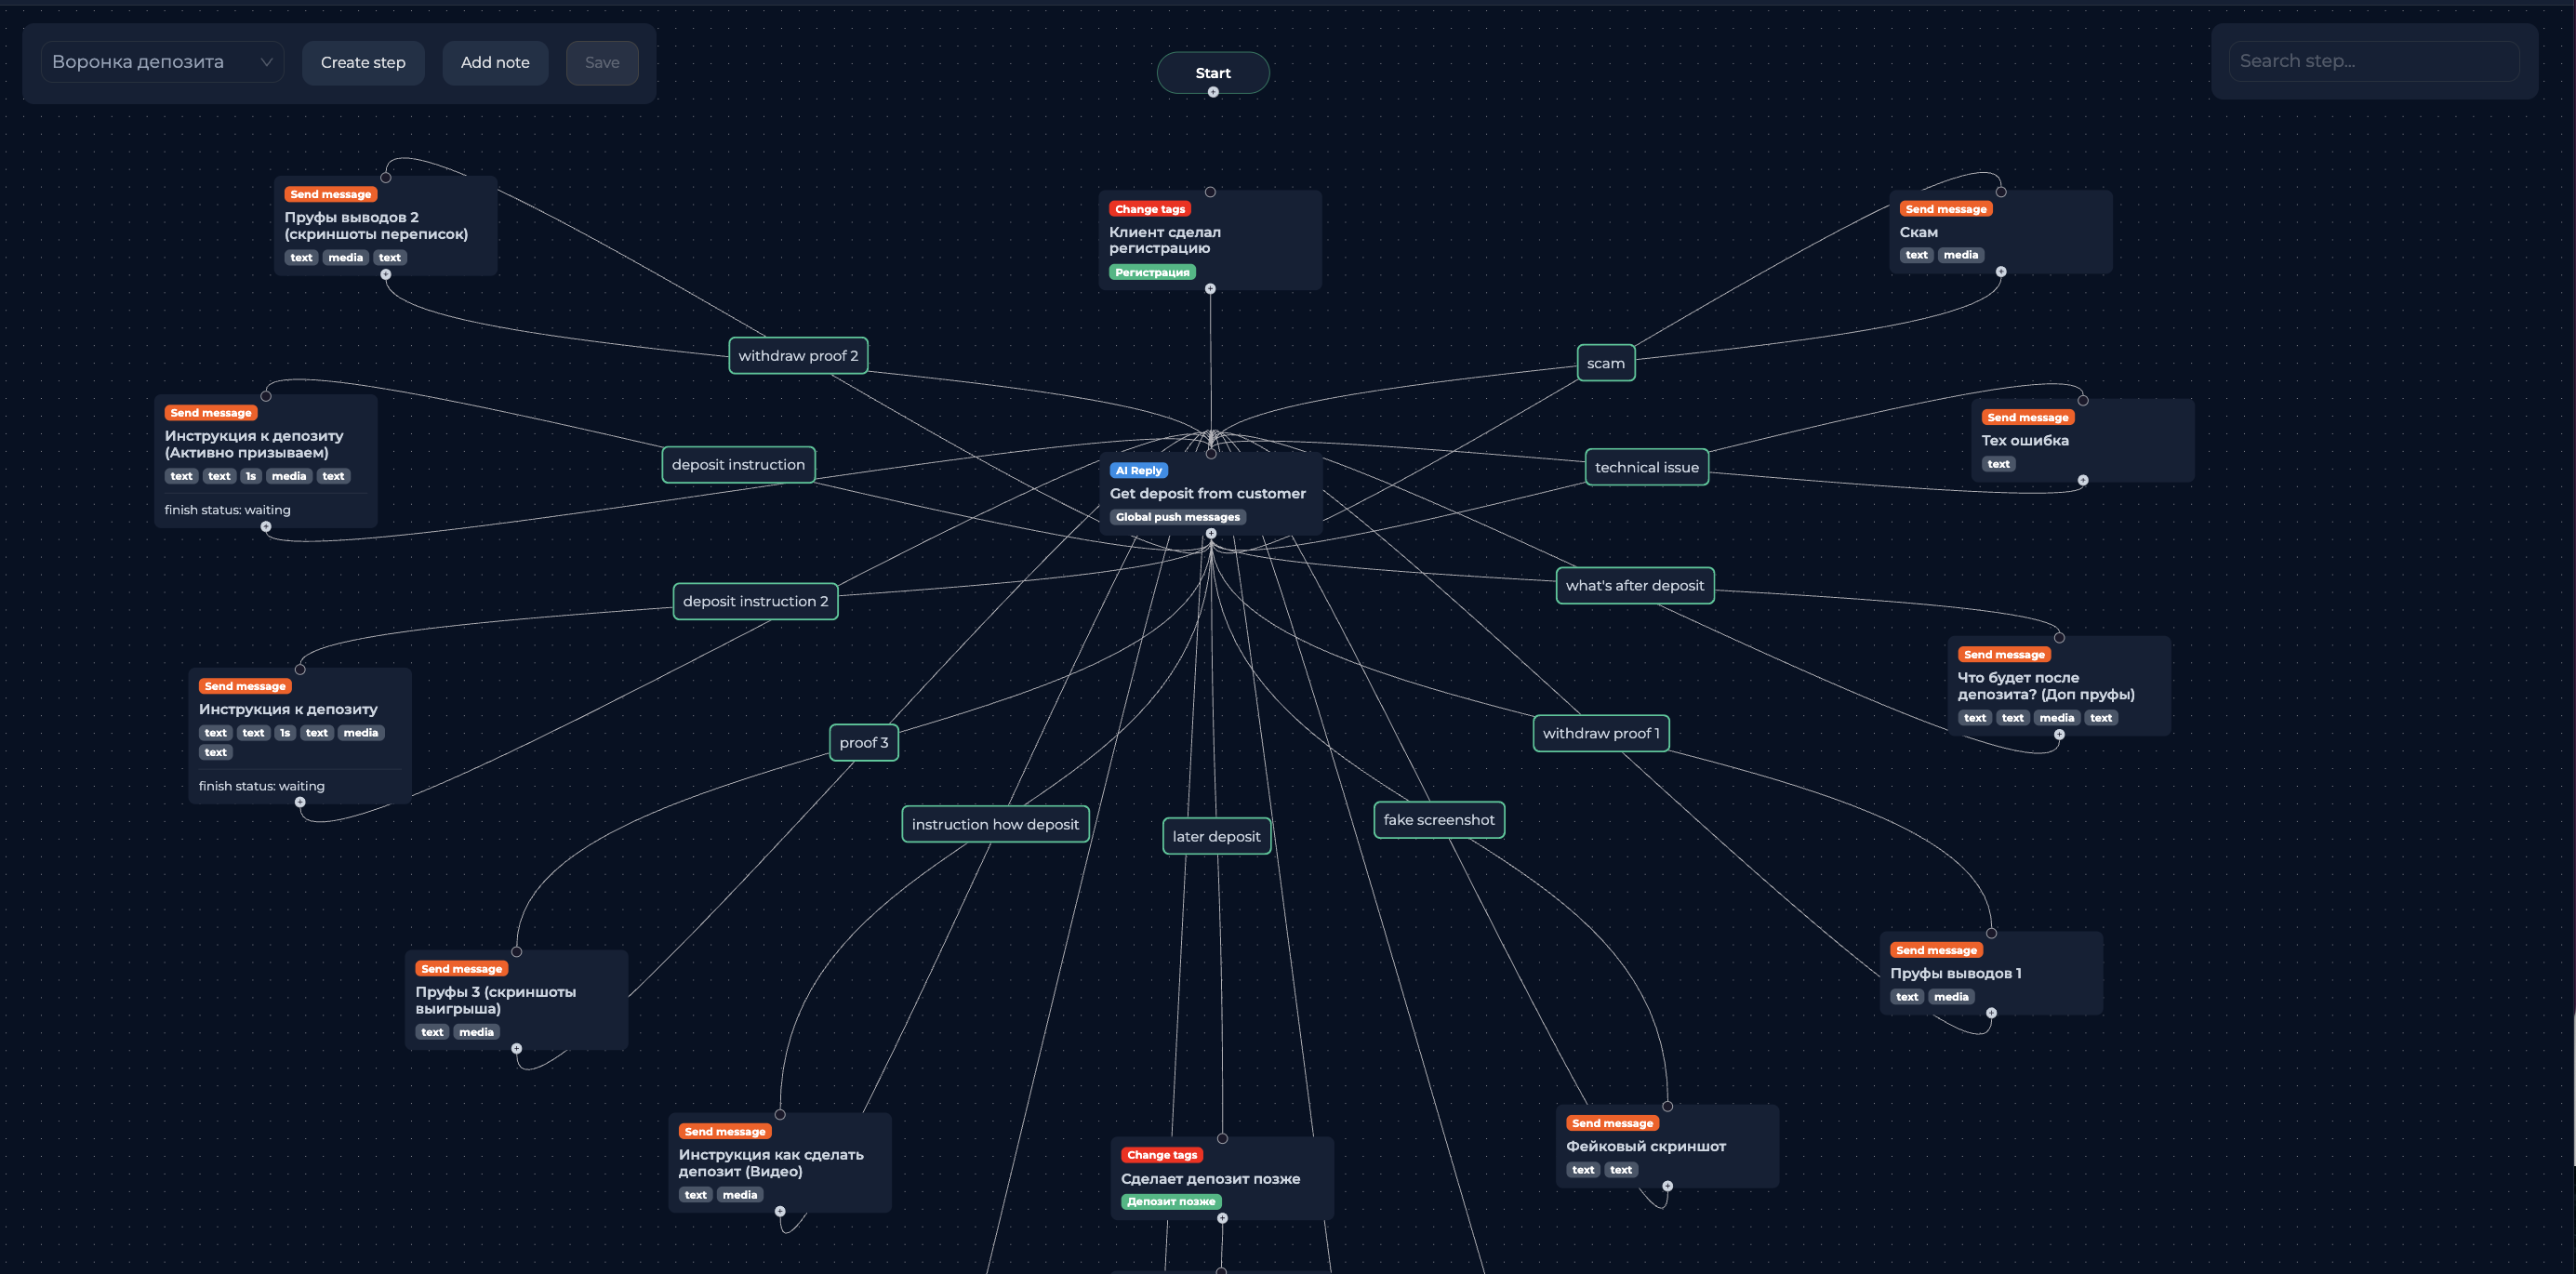 Воронка депозита
Create step
Add note
Save
Start
Search step...
Send message
Пруфы выводов 2
(скриншоты переписок)
text media text
Change tags
Клиент сделал
регистрацию
Регистрация
Send message
Скам
text media
withdraw proof 2
scam
Send message
Инструкция к депозиту
(Активно призываем)
text text 1s media text
finish status: waiting
deposit instruction
AI Reply
Get deposit from customer
Global push messages
technical issue
Send message
Тех ошибка
text
deposit instruction 2
what's after deposit
Send message
Инструкция к депозиту
text text 1s text media
text
finish status: waiting
Send message
Что будет после
депозита? (Доп пруфы)
text text media text
proof 3
withdraw proof 1
instruction how deposit
later deposit
fake screenshot
Send message
Пруфы 3 (скриншоты
выигрыша)
text media
Send message
Пруфы выводов 1
text media
Send message
Инструкция как сделать
депозит (Видео)
text media
Change tags
Сделает депозит позже
Депозит позже
Send message
Фейковый скриншот
text text